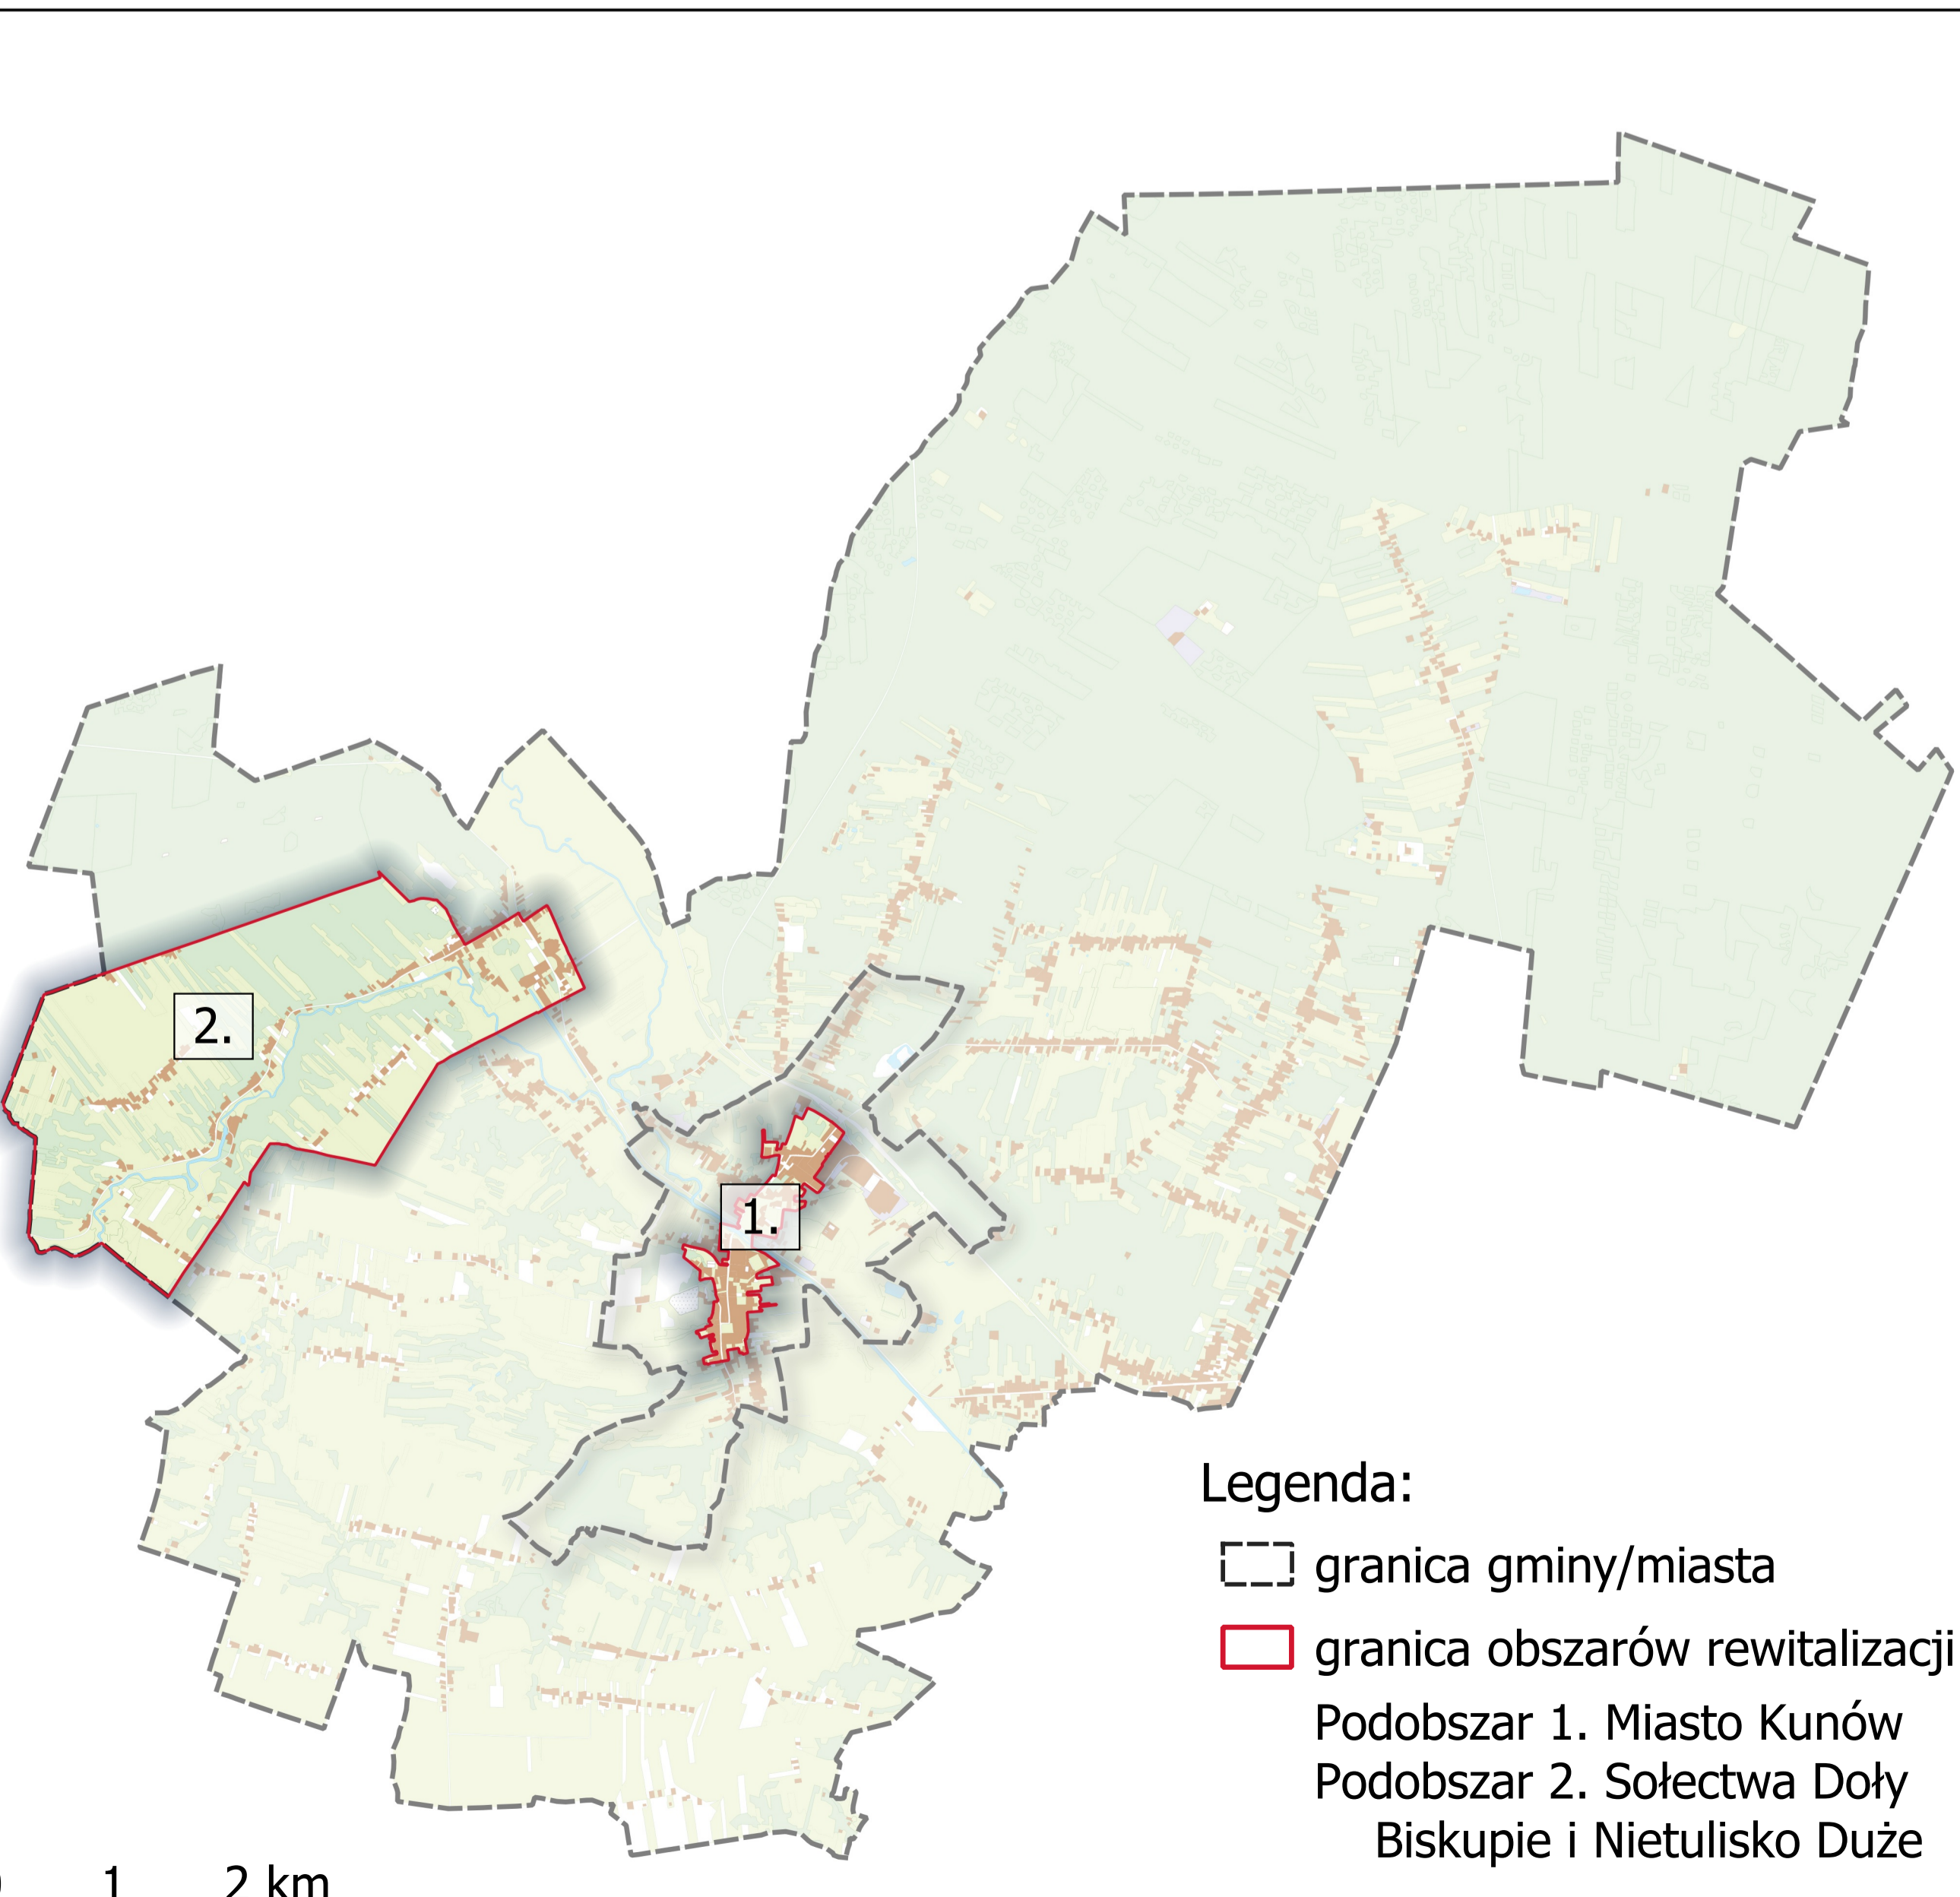 2.
1.
Legenda:
granica gminy/miasta
granica obszarów rewitalizacji
Podobszar 1. Miasto Kunów
Podobszar 2. Sołectwa Doły
Biskupie i Nietulisko Duże
1 2 km